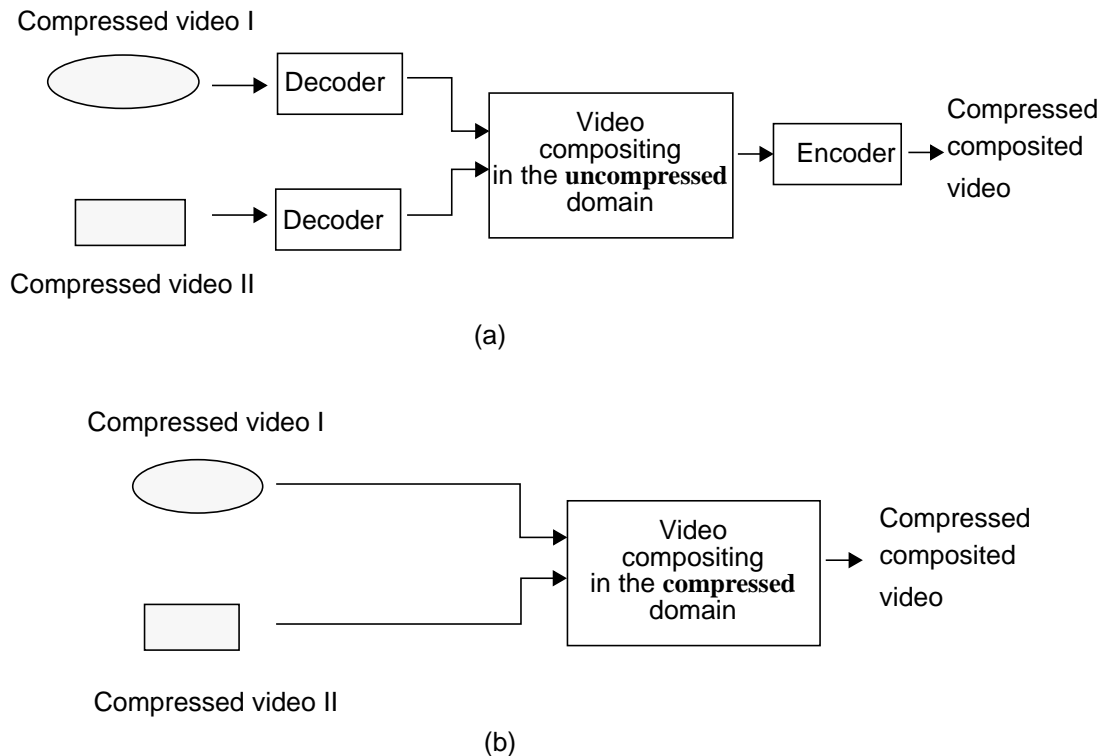 Compressed video I
Decoder
Video
compositing
in the uncompressed
domain
Encoder
Compressed
composited
video
Decoder
Compressed video II
(a)
Compressed video I
Video
compositing
in the compressed
domain
Compressed
composited
video
Compressed video II
(b)